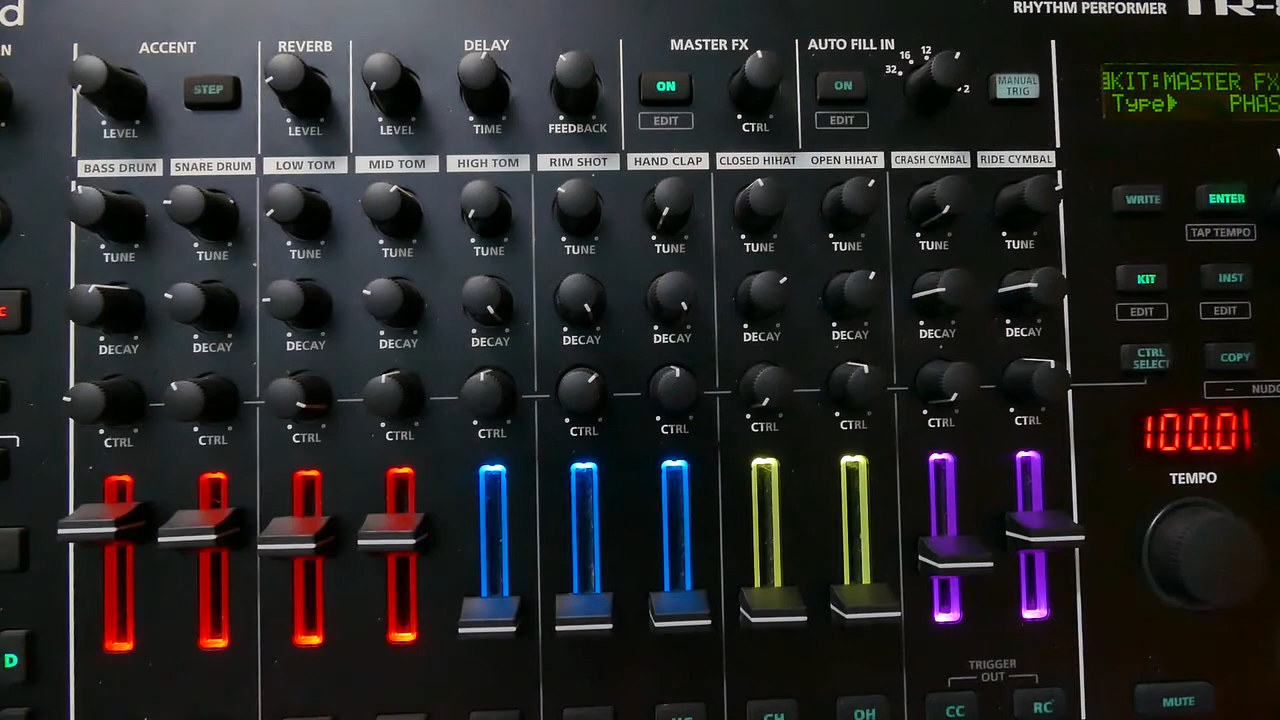 RHYTHM PERFORMER TR-
ACCENT REVERB DELAY MASTER FX AUTO FILL IN
32 16 12 2
STEP ON ON MANUAL TRIG
EDIT EDIT
LEVEL LEVEL LEVEL TIME FEEDBACK CTRL
KIT:MASTER FX
Type PHAS
BASS DRUM SNARE DRUM LOW TOM MID TOM HIGH TOM RIM SHOT HAND CLAP CLOSED HIHAT OPEN HIHAT CRASH CYMBAL RIDE CYMBAL
TUNE TUNE TUNE TUNE TUNE TUNE TUNE TUNE TUNE TUNE TUNE
WRITE ENTER
TAP TEMPO
KIT INST
EDIT EDIT
DECAY DECAY DECAY DECAY DECAY DECAY DECAY DECAY DECAY DECAY DECAY
CTRL SELECT COPY
– NUDG
CTRL CTRL CTRL CTRL CTRL CTRL CTRL CTRL CTRL CTRL CTRL
100.01
TEMPO
D
TRIGGER OUT
CH OH CC RC MUTE